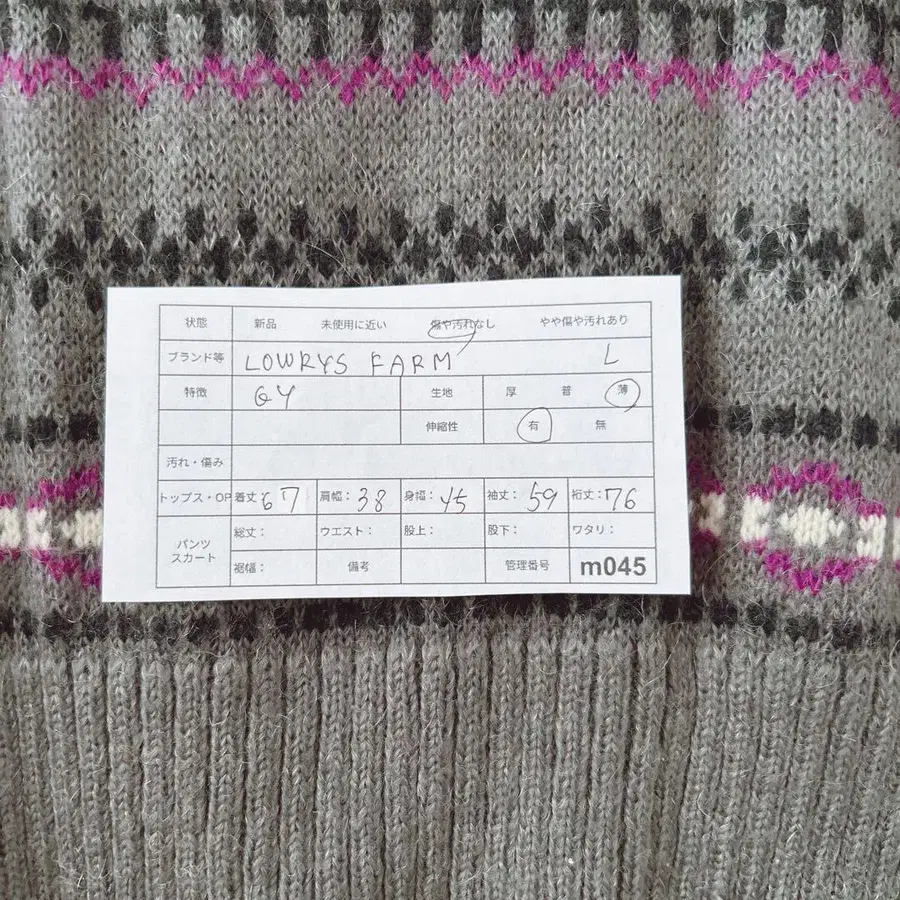 状態 新品 未使用に近い 傷や汚れなし やや傷や汚れあり
ブランド等 LOWRYS FARM L
特徴 GY 生地 厚 普 薄
伸縮性 有 無
汚れ・傷み
トップス・OP 着丈:67 肩幅:38 身幅:45 袖丈:59 裄丈:76
パンツ スカート 総丈: ウエスト: 股上: 股下: ワタリ:
裾幅: 備考 管理番号 m045